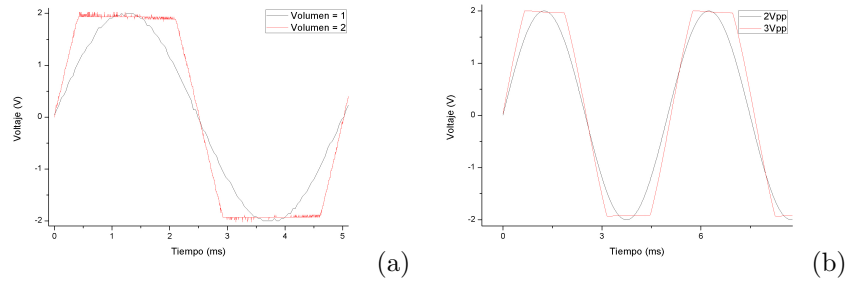 2
1
0
-1
-2
Voltaje (V)
0
1
2
3
4
5
Tiempo (ms)
Volumen = 1
Volumen = 2
(a)
2
1
0
-1
-2
Voltaje (V)
0
3
6
Tiempo (ms)
2Vpp
3Vpp
(b)